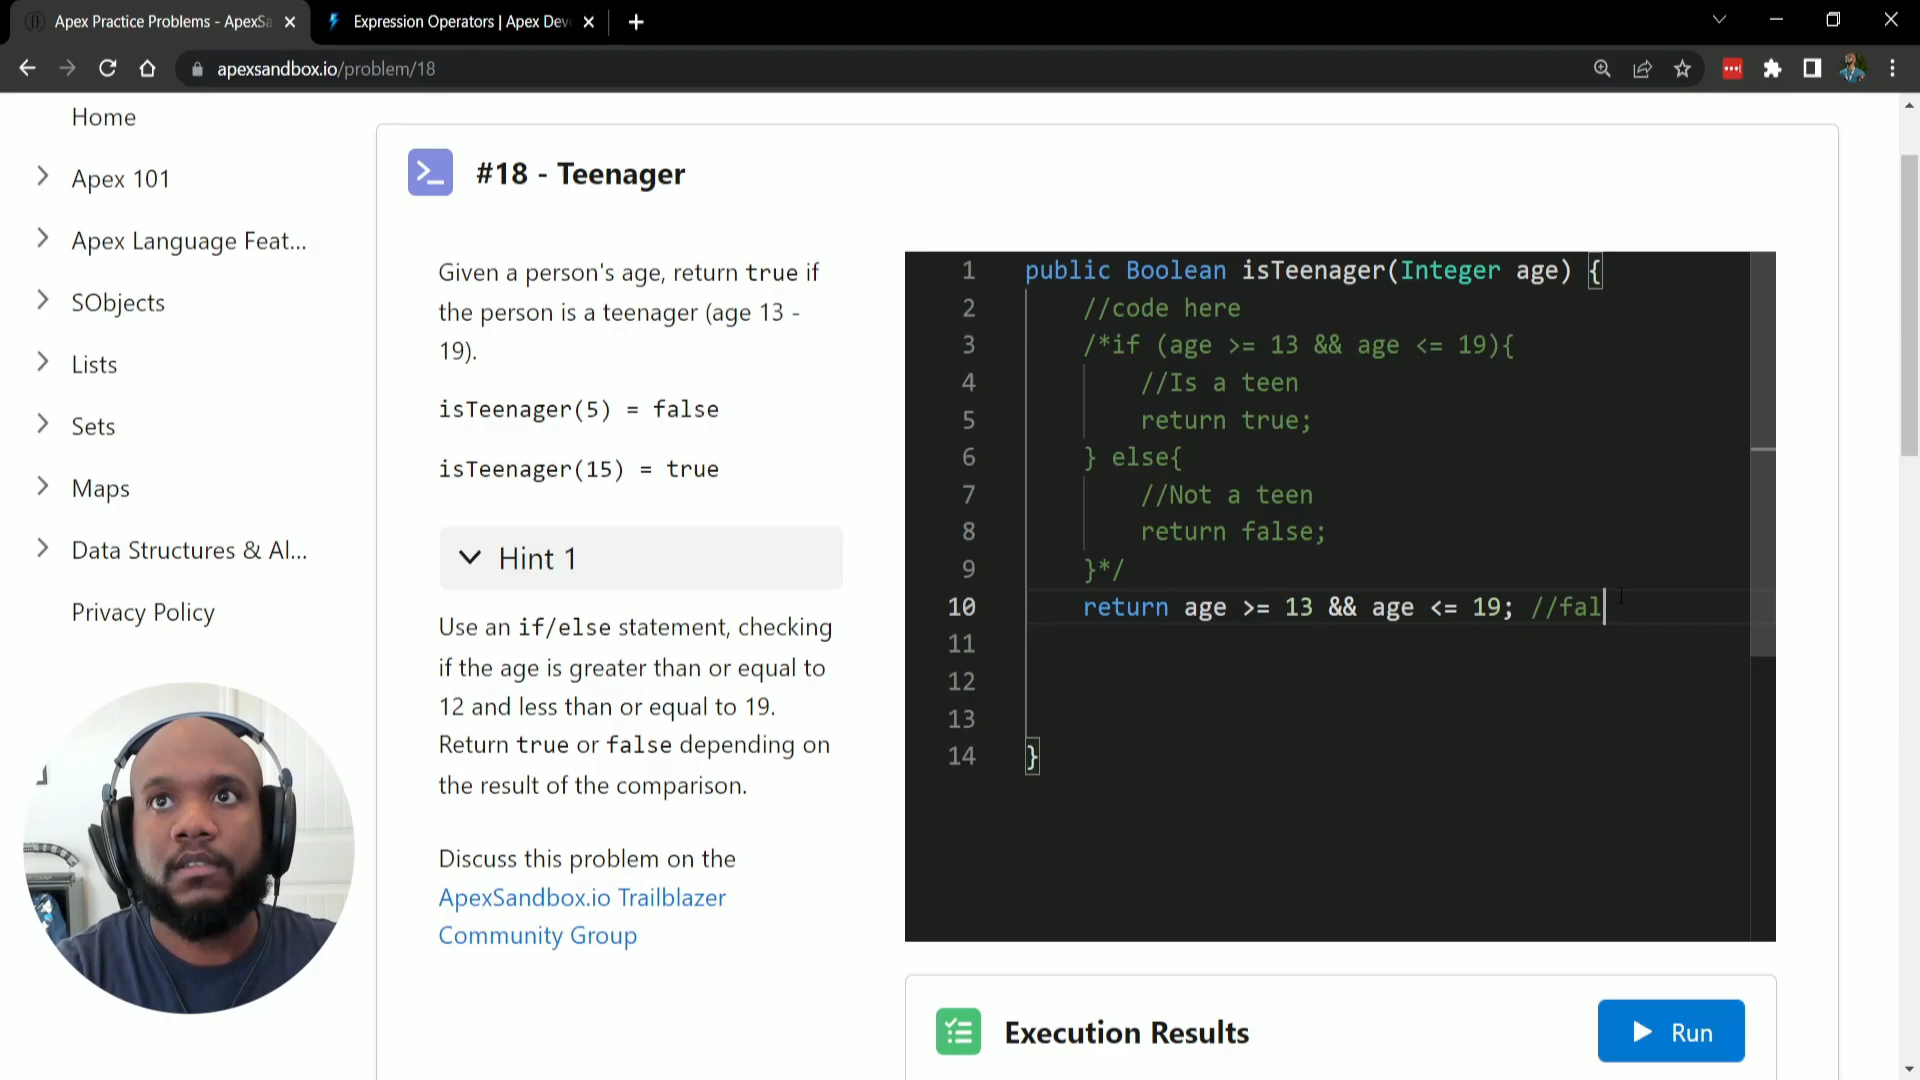 Apex Practice Problems - ApexSa
Expression Operators | Apex Dev
apexsandbox.io/problem/18
Home
Apex 101
Apex Language Feat...
SObjects
Lists
Sets
Maps
Data Structures & Al...
Privacy Policy
#18 - Teenager
Given a person's age, return true if
the person is a teenager (age 13 -
19).
isTeenager(5) = false
isTeenager(15) = true
Hint 1
Use an if/else statement, checking
if the age is greater than or equal to
12 and less than or equal to 19.
Return true or false depending on
the result of the comparison.
Discuss this problem on the
ApexSandbox.io Trailblazer
Community Group
1 public Boolean isTeenager(Integer age) {
2 //code here
3 /*if (age >= 13 && age <= 19){
4 //Is a teen
5 return true;
6 } else{
7 //Not a teen
8 return false;
9 }*/
10 return age >= 13 && age <= 19; //fal
11
12
13
14 }
Execution Results
Run